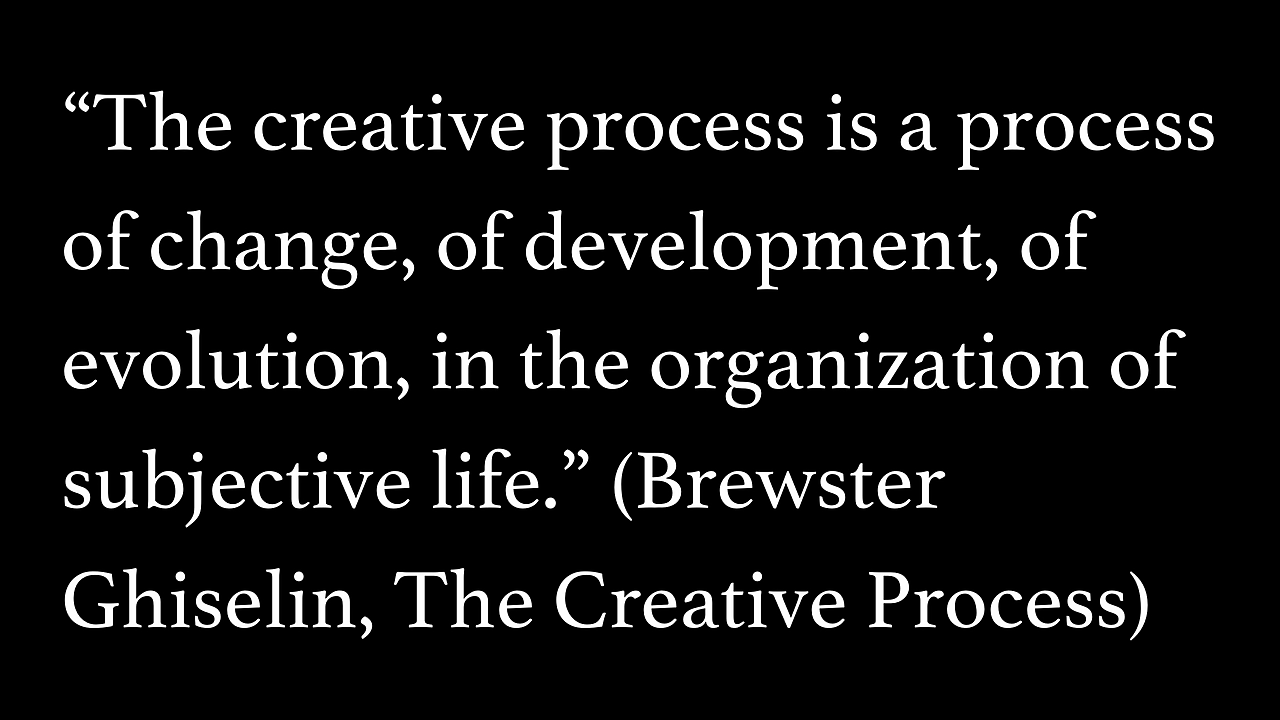 “The creative process is a process
of change, of development, of
evolution, in the organization of
subjective life.” (Brewster
Ghiselin, The Creative Process)